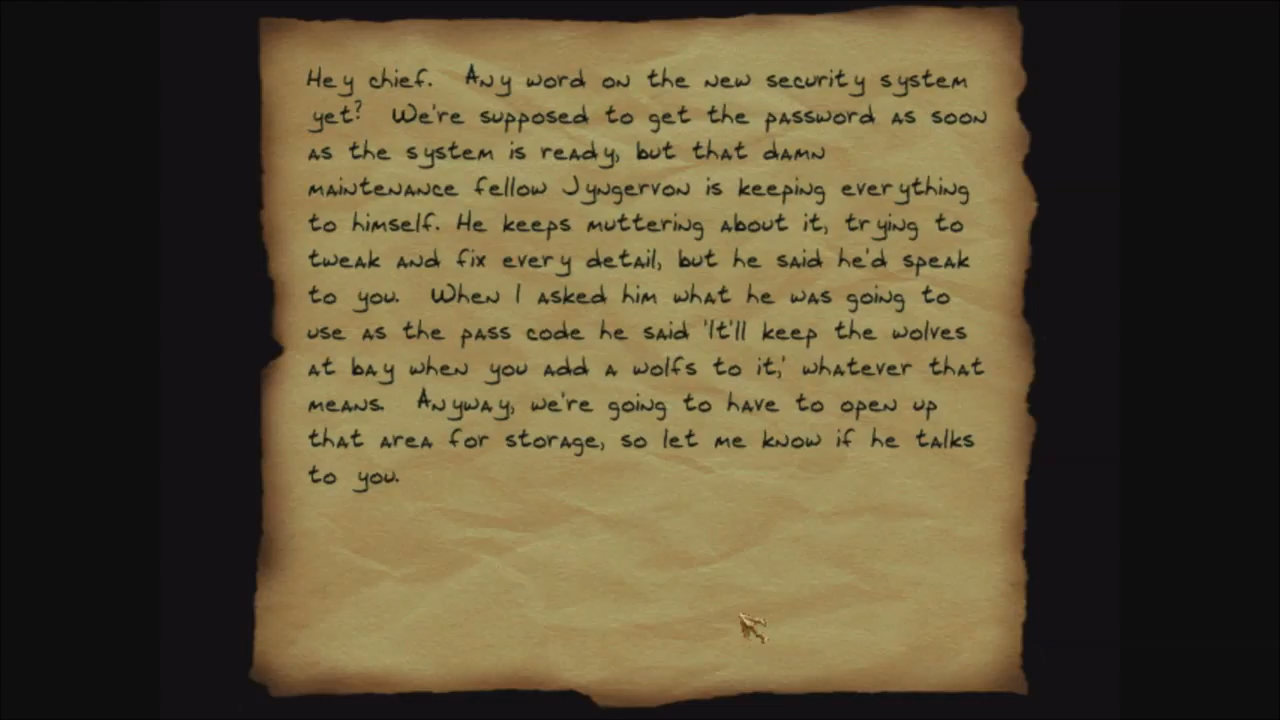 Hey chief.  Any word on the new security system
yet?  We're supposed to get the password as soon
as the system is ready, but that damn
maintenance fellow Jyngervon is keeping everything
to himself. He keeps muttering about it, trying to
tweak and fix every detail, but he said he'd speak
to you.  When I asked him what he was going to
use as the pass code he said 'It'll keep the wolves
at bay when you add a wolfs to it,' whatever that
means.  Anyway, we're going to have to open up
that area for storage, so let me know if he talks
to you.